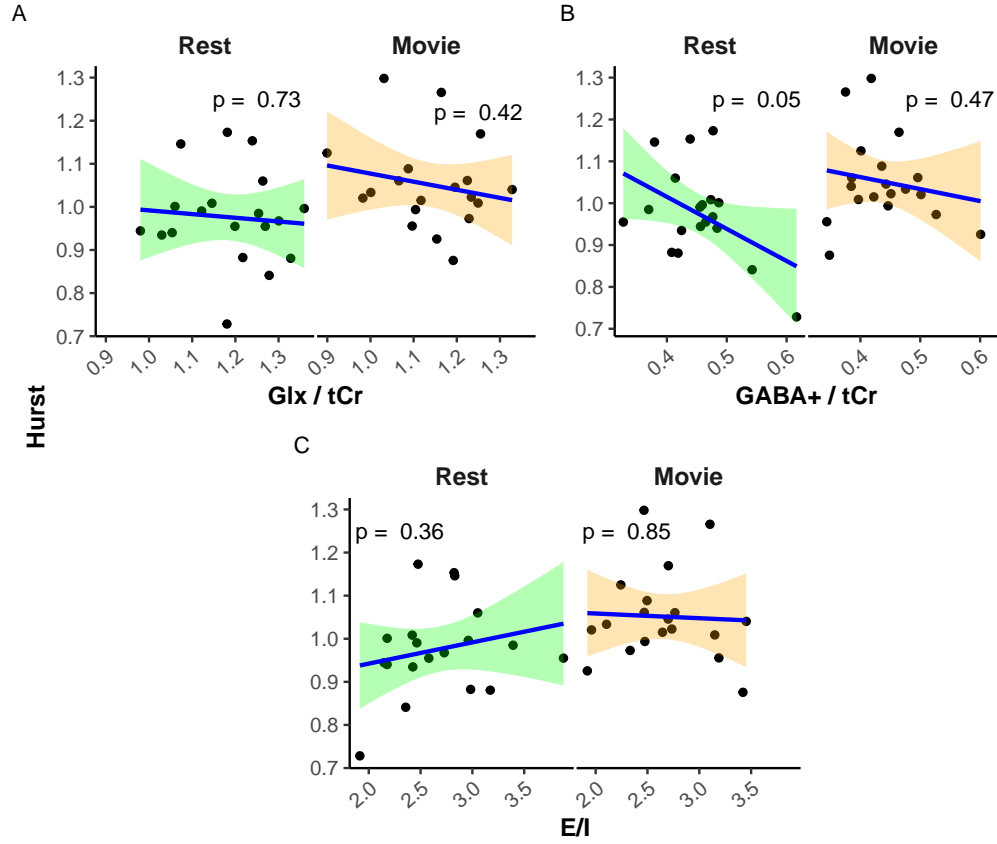 A
Rest
Movie
p = 0.73
p = 0.42
1.3
1.2
1.1
1.0
0.9
0.8
0.7
0.9
1.0
1.1
1.2
1.3
0.9
1.0
1.1
1.2
1.3
Glx / tCr
B
Rest
Movie
p = 0.05
p = 0.47
1.3
1.2
1.1
1.0
0.9
0.8
0.7
0.4
0.5
0.6
0.4
0.5
0.6
GABA+ / tCr
Hurst
C
Rest
Movie
p = 0.36
p = 0.85
1.3
1.2
1.1
1.0
0.9
0.8
0.7
2.0
2.5
3.0
3.5
2.0
2.5
3.0
3.5
E/I